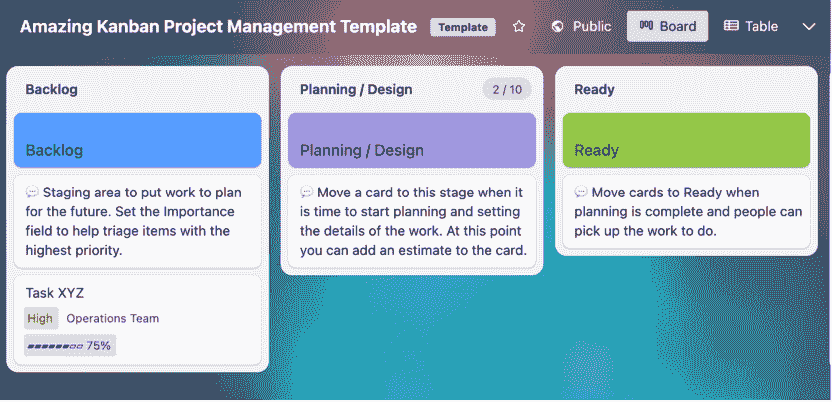 Amazing Kanban Project Management Template Template Public Board Table
Backlog
Backlog
💬 Staging area to put work to plan
for the future. Set the Importance
field to help triage items with the
highest priority.
Task XYZ
High Operations Team
▰▰▰▰▰▰▱▱ 75%
Planning / Design 2 / 10
Planning / Design
💬 Move a card to this stage when it
is time to start planning and setting
the details of the work. At this point
you can add an estimate to the card.
Ready
Ready
💬 Move cards to Ready when
planning is complete and people can
pick up the work to do.